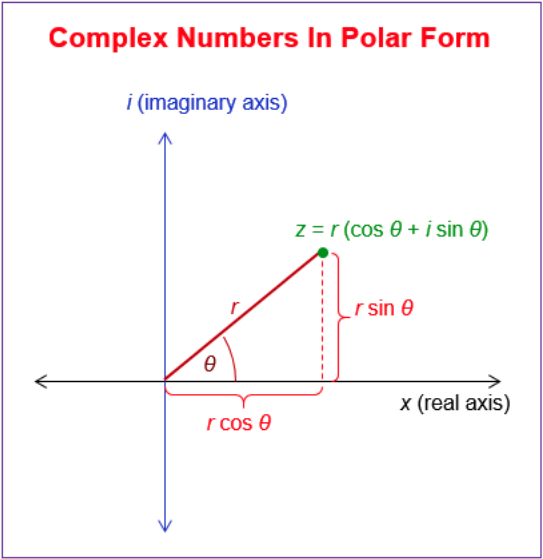 Complex Numbers In Polar Form
i (imaginary axis)
z = r (cos θ + i sin θ)
r
r sin θ
θ
x (real axis)
r cos θ